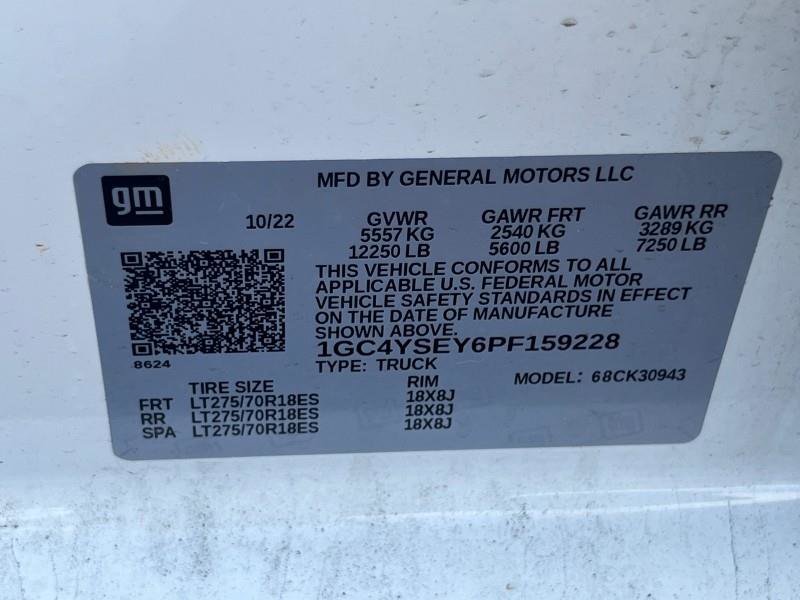 gm
MFD BY GENERAL MOTORS LLC
10/22 GVWR GAWR FRT GAWR RR
5557 KG 2540 KG 3289 KG
12250 LB 5600 LB 7250 LB
THIS VEHICLE CONFORMS TO ALL
APPLICABLE U.S. FEDERAL MOTOR
VEHICLE SAFETY STANDARDS IN EFFECT
ON THE DATE OF MANUFACTURE
SHOWN ABOVE.
8624
1GC4YSEY6PF159228
TYPE: TRUCK MODEL: 68CK30943
TIRE SIZE RIM
FRT LT275/70R18ES 18X8J
RR LT275/70R18ES 18X8J
SPA LT275/70R18ES 18X8J